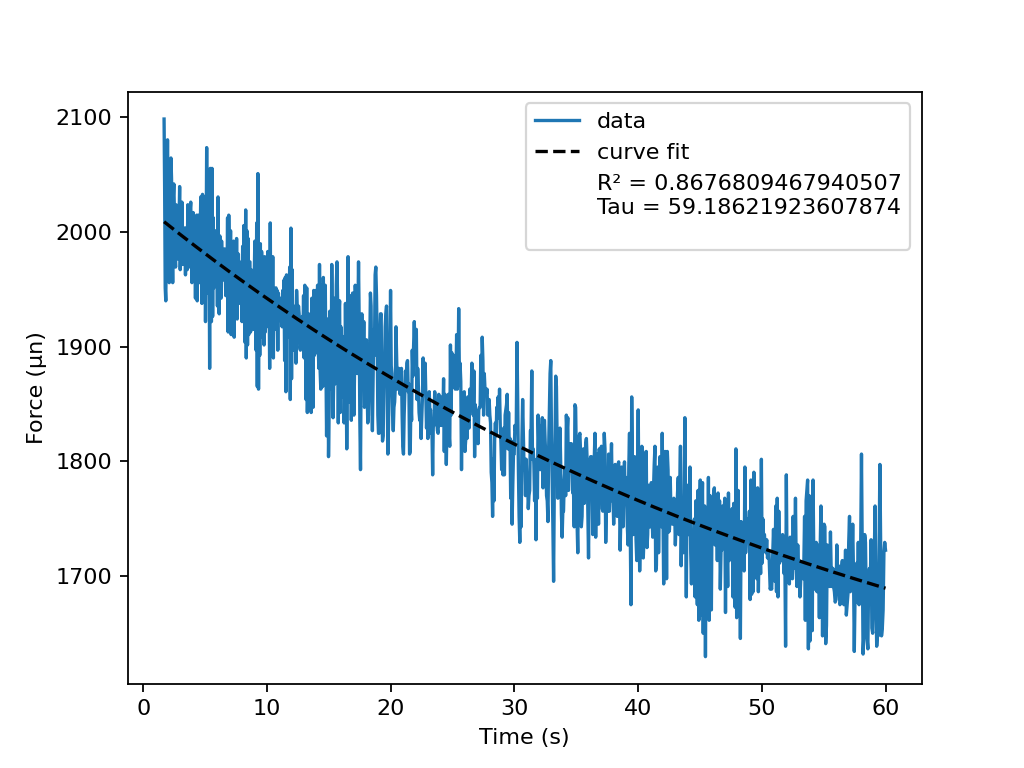 2100
2000
1900
1800
1700
Force (μn)
0 10 20 30 40 50 60
Time (s)
data
curve fit
R² = 0.8676809467940507
Tau = 59.18621923607874